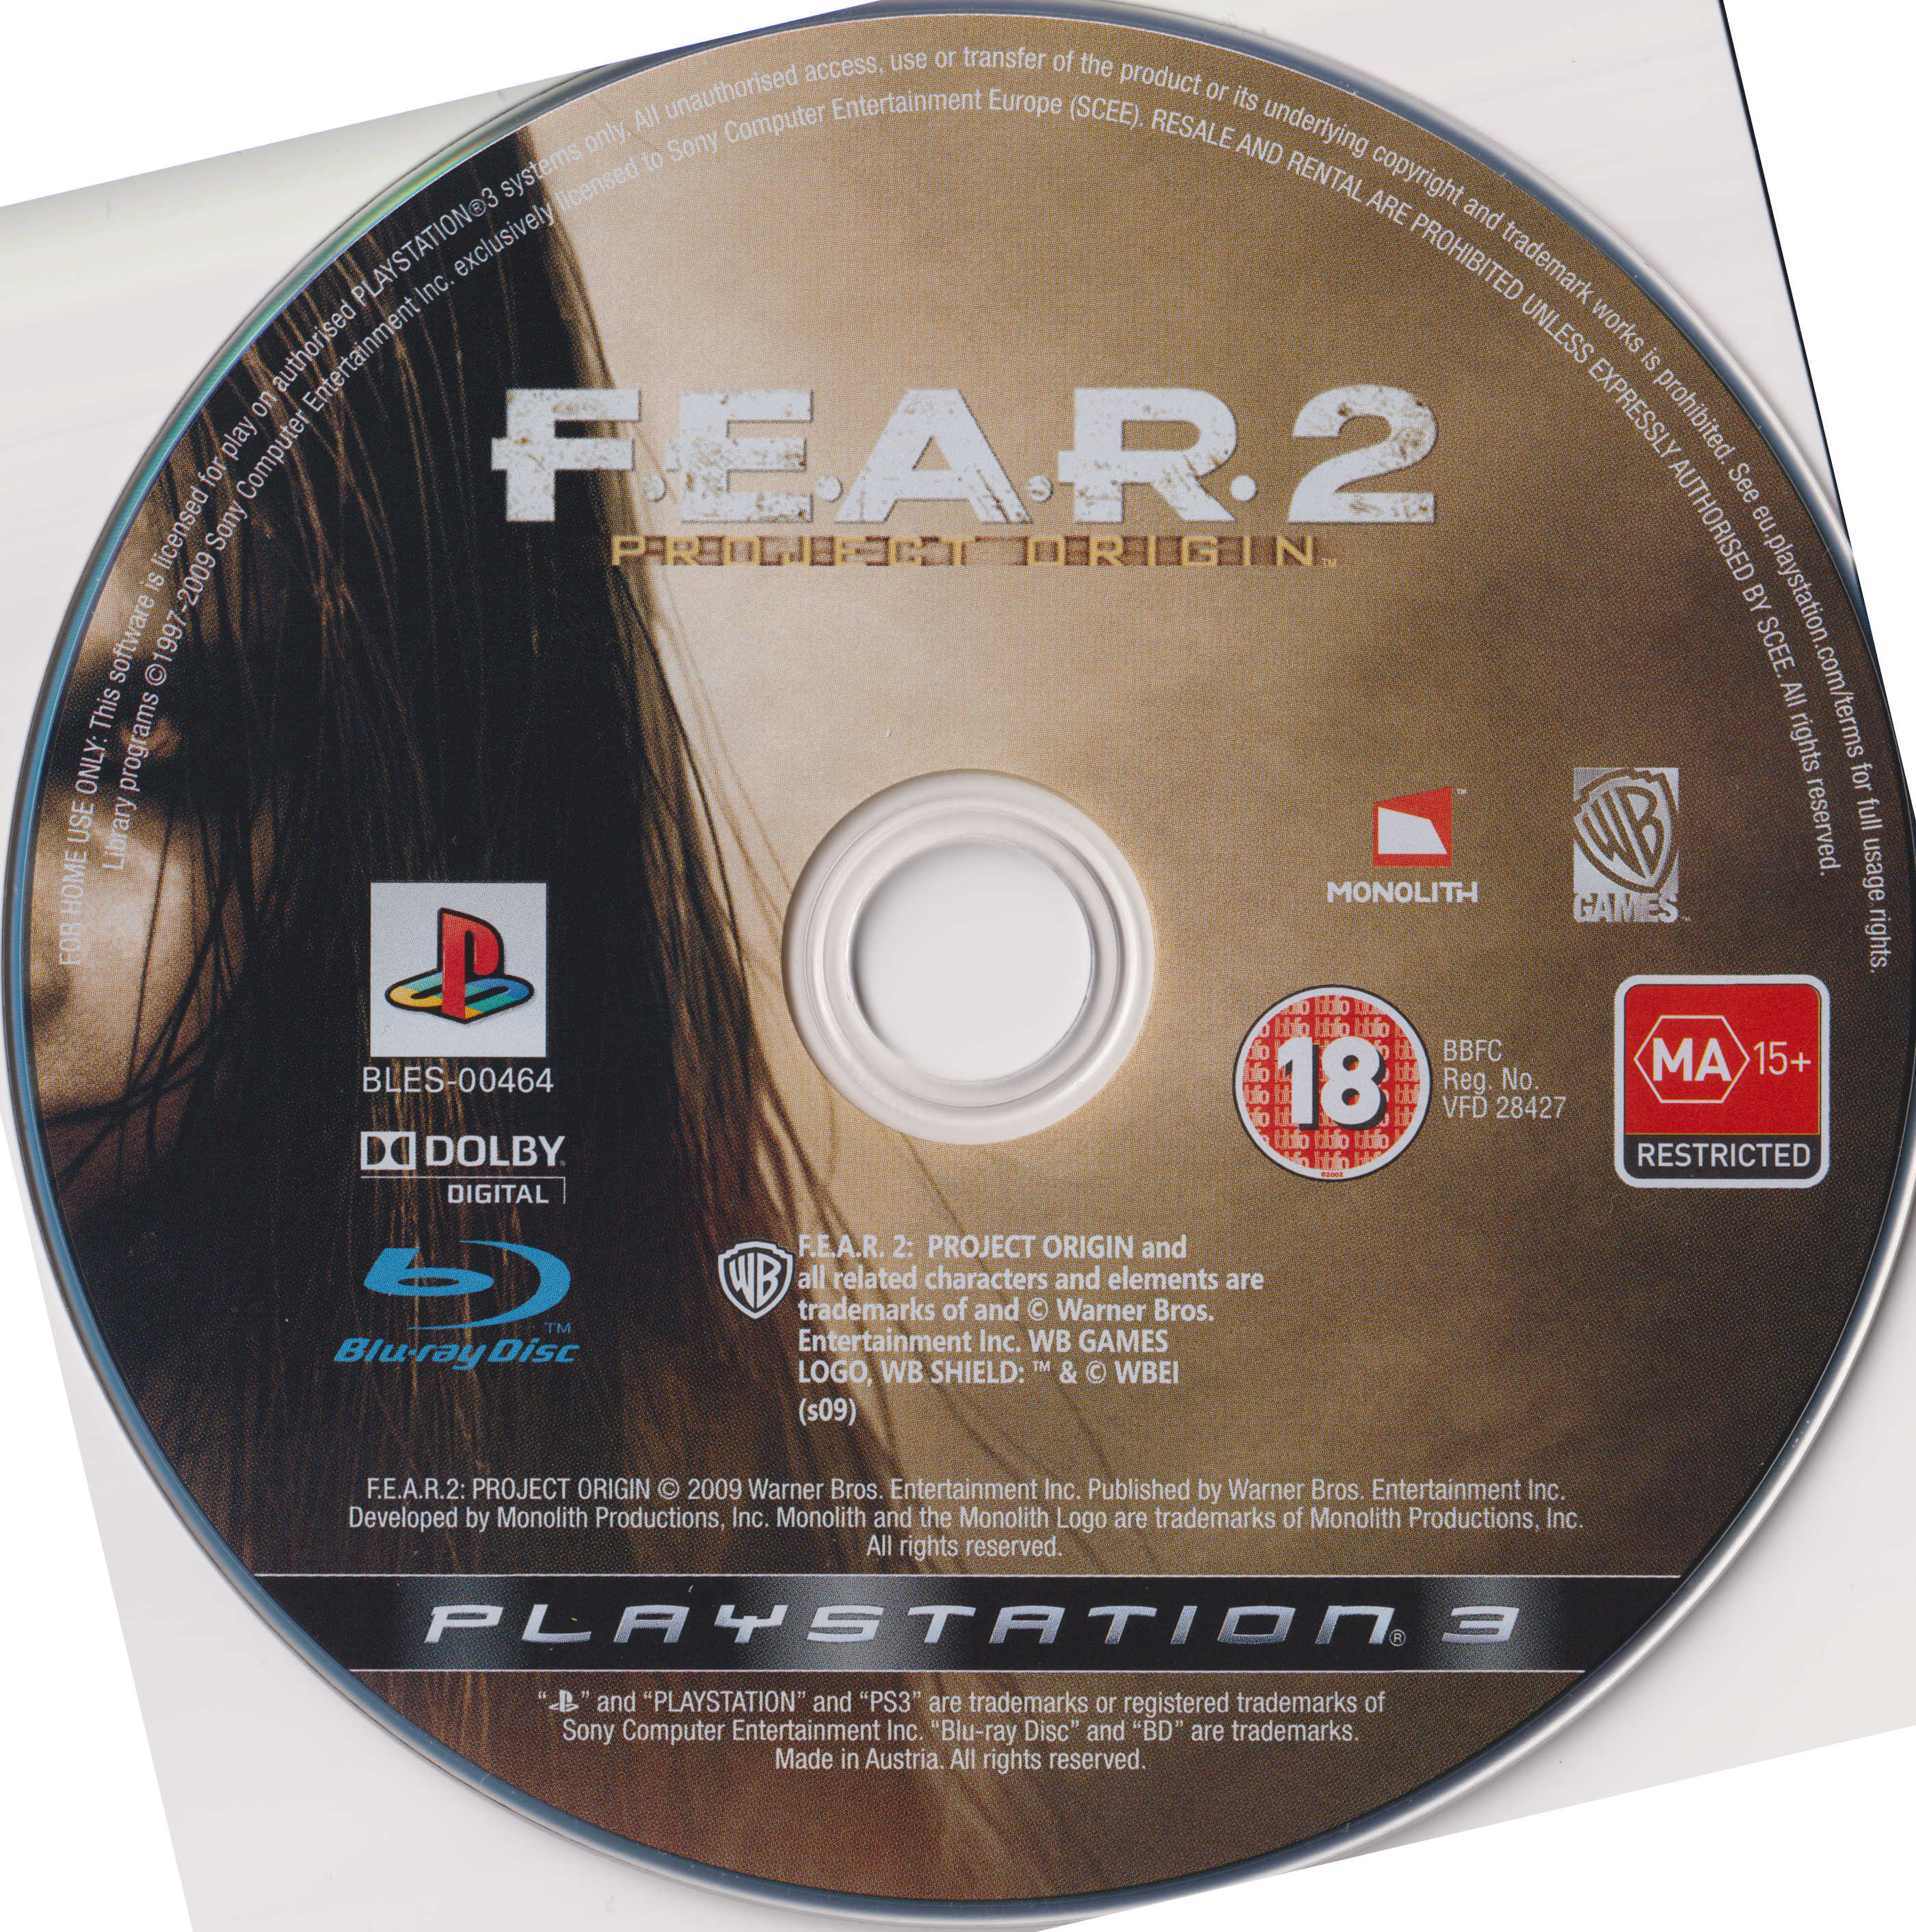 FOR HOME USE ONLY: This software is licensed for play on authorised PLAYSTATION®3 systems only. All unauthorised access, use or transfer of the product or its underlying copyright and trademark works is prohibited. See eu.playstation.com/terms for full usage rights.
Library programs ©1997-2009 Sony Computer Entertainment Inc. exclusively licensed to Sony Computer Entertainment Europe (SCEE). RESALE AND RENTAL ARE PROHIBITED UNLESS EXPRESSLY AUTHORISED BY SCEE. All rights reserved.
F.E.A.R.2
PROJECT ORIGIN™
MONOLITH™
WB
GAMES™
BLES-00464
DOLBY®
DIGITAL
Blu-ray Disc™
18
bbfc
©2002
BBFC
Reg. No.
VFD 28427
MA 15+
RESTRICTED
WB
F.E.A.R. 2: PROJECT ORIGIN and
all related characters and elements are
trademarks of and © Warner Bros.
Entertainment Inc. WB GAMES
LOGO, WB SHIELD: ™ & © WBEI
(s09)
F.E.A.R.2: PROJECT ORIGIN © 2009 Warner Bros. Entertainment Inc. Published by Warner Bros. Entertainment Inc.
Developed by Monolith Productions, Inc. Monolith and the Monolith Logo are trademarks of Monolith Productions, Inc.
All rights reserved.
PLAYSTATION®3
“ ” and “PLAYSTATION” and “PS3” are trademarks or registered trademarks of
Sony Computer Entertainment Inc. “Blu-ray Disc” and “BD” are trademarks.
Made in Austria. All rights reserved.